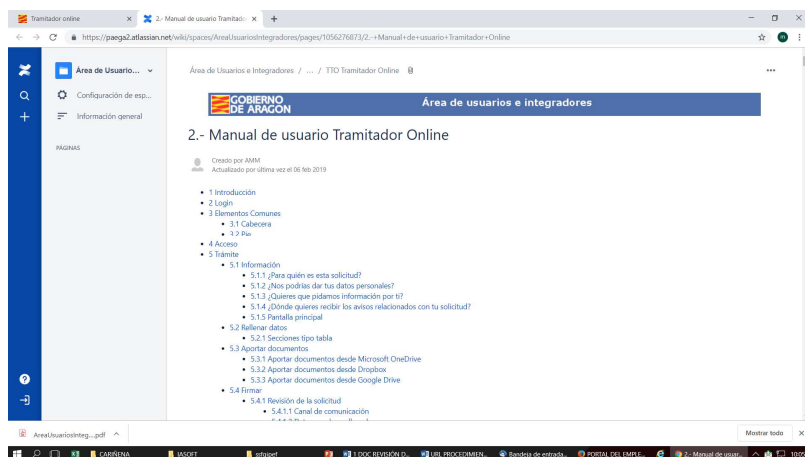 Tramitador online
2.- Manual de usuario Tramitador
https://paega2.atlassian.net/wiki/spaces/AreaUsuariosIntegradores/pages/1056276873/2.-+Manual+de+usuario+Tramitador+Online
m
Área de Usuario...
Configuración de esp...
Información general
PÁGINAS
Área de Usuarios e Integradores / ... / TTO Tramitador Online
GOBIERNO
DE ARAGON
Área de usuarios e integradores
2.- Manual de usuario Tramitador Online
Creado por AMM
Actualizado por última vez el 06 feb 2019
• 1 Introducción
• 2 Login
• 3 Elementos Comunes
• 3.1 Cabecera
• 3.2 Pie
• 4 Acceso
• 5 Trámite
• 5.1 Información
• 5.1.1 ¿Para quién es esta solicitud?
• 5.1.2 ¿Nos podrías dar tus datos personales?
• 5.1.3 ¿Quieres que pidamos información por ti?
• 5.1.4 ¿Dónde quieres recibir los avisos relacionados con tu solicitud?
• 5.1.5 Pantalla principal
• 5.2 Rellenar datos
• 5.2.1 Secciones tipo tabla
• 5.3 Aportar documentos
• 5.3.1 Aportar documentos desde Microsoft OneDrive
• 5.3.2 Aportar documentos desde Dropbox
• 5.3.3 Aportar documentos desde Google Drive
• 5.4 Firmar
• 5.4.1 Revisión de la solicitud
• 5.4.1.1 Canal de comunicación
AreaUsuariosInteg....pdf
Mostrar todo
CARIÑENA
IASOFT
ssfgipef
1 DOC REVISIÓN D...
URL PROCEDIMIEN...
Bandeja de entrada...
PORTAL DEL EMPLE...
2.- Manual de usuar...
10:05